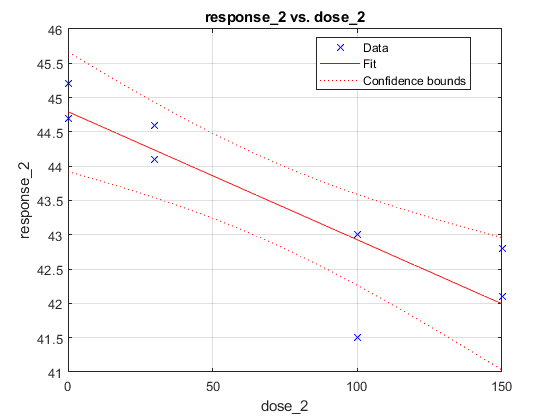 response_2 vs. dose_2
46
45.5
45
44.5
44
43.5
43
42.5
42
41.5
41
response_2
Data
Fit
Confidence bounds
0 50 100 150
dose_2